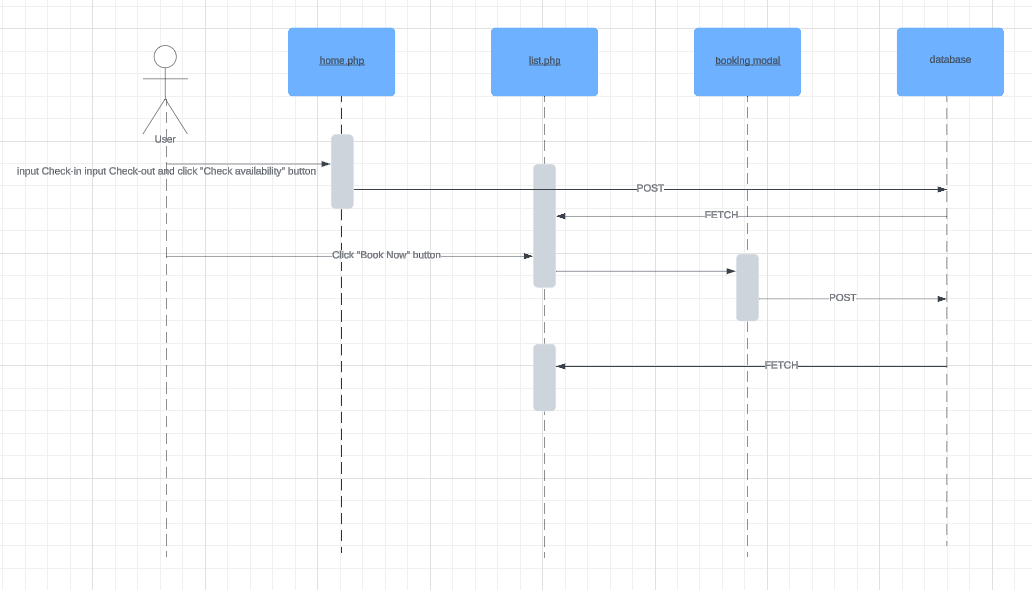 home.php
list.php
booking modal
database
User
input Check-in input Check-out and click "Check availability" button
POST
FETCH
Click "Book Now" button
POST
FETCH